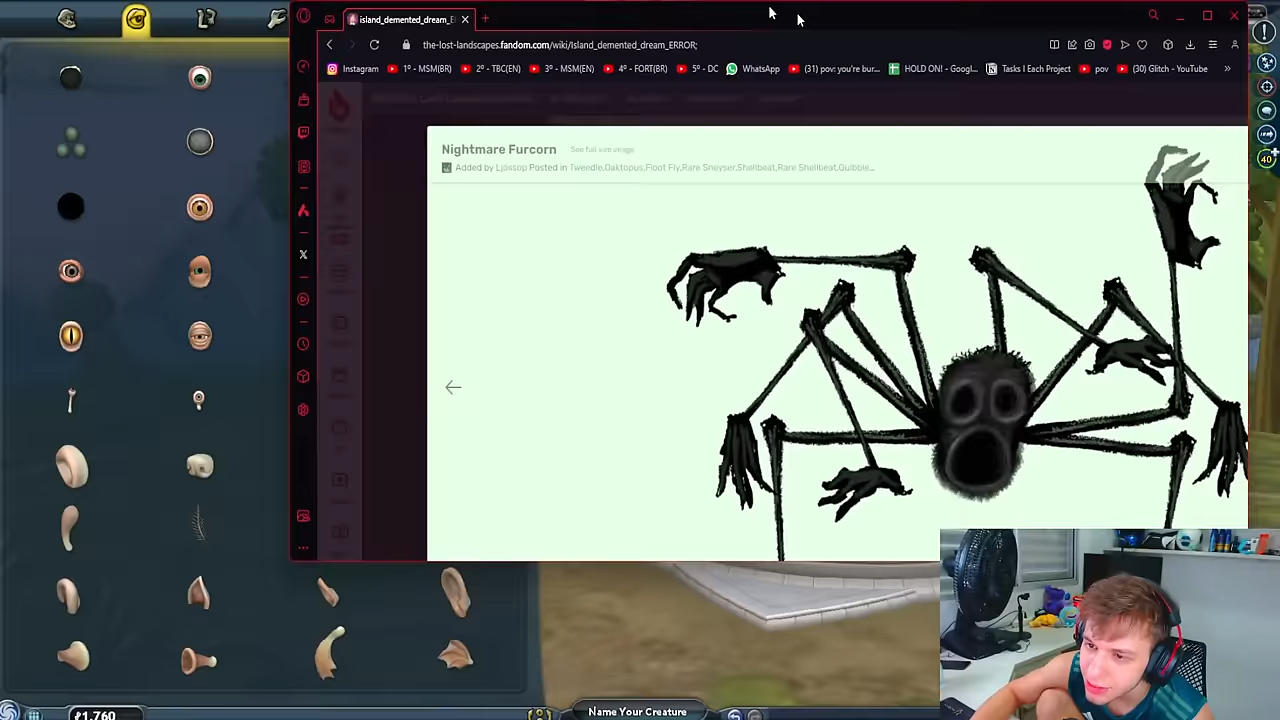 island_demented_dream_E
the-lost-landscapes.fandom.com/wiki/Island_demented_dream_ERROR;
Instagram
1º - MSM(BR)
2º - TBC(EN)
3º - MSM(EN)
4º - FORT(BR)
5º - DC
WhatsApp
(31) pov: you're bur...
HOLD ON! - Googl...
Tasks I Each Project
pov
(30) Glitch - YouTube
Nightmare Furcorn
See full size image
Added by Ljossop Posted in Tweedle,Oaktopus,Floot Fly,Rare Sneyser,Shellbeat,Rare Shellbeat,Quibble...
40
1,760
Name Your Creature